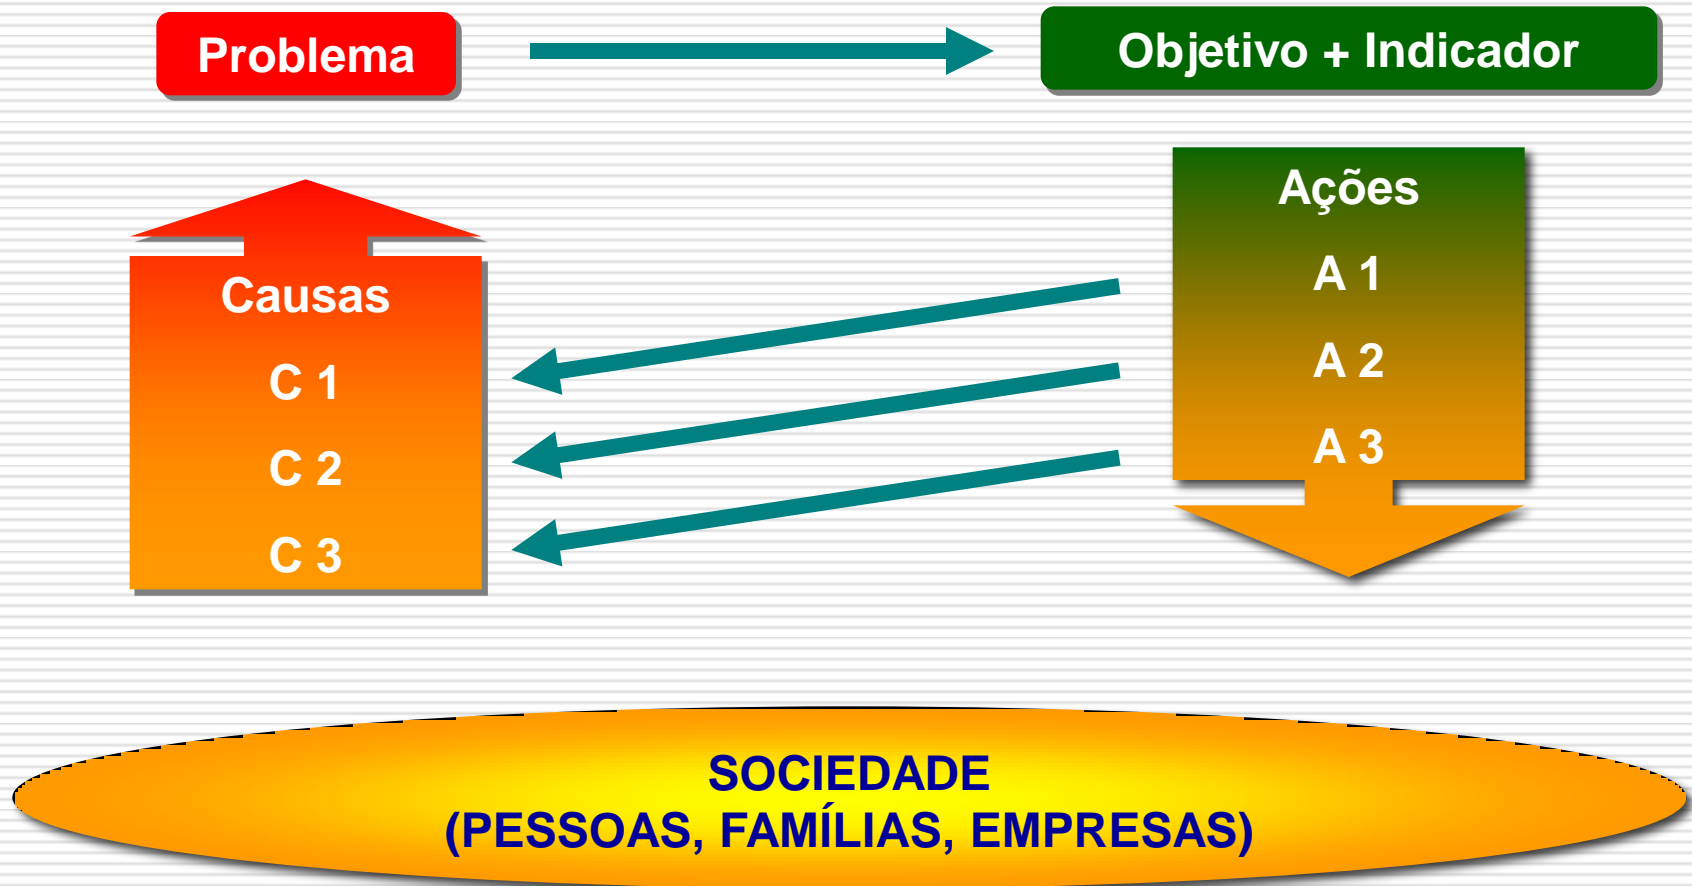 Problema
Objetivo + Indicador
Causas
C 1
C 2
C 3
Ações
A 1
A 2
A 3
SOCIEDADE
(PESSOAS, FAMÍLIAS, EMPRESAS)